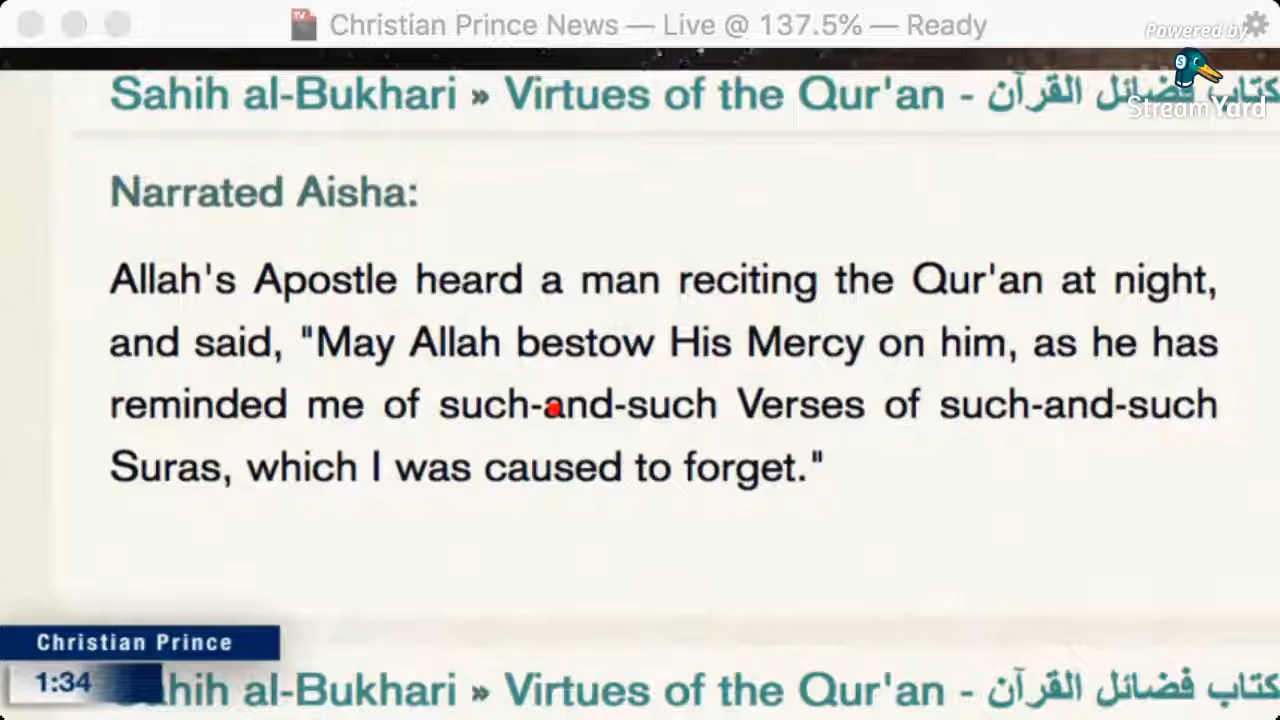 Christian Prince News — Live @ 137.5% — Ready
Powered by
StreamYard
Sahih al-Bukhari » Virtues of the Qur'an - كتاب فضائل القرآن
Narrated Aisha:
Allah's Apostle heard a man reciting the Qur'an at night,
and said, "May Allah bestow His Mercy on him, as he has
reminded me of such-and-such Verses of such-and-such
Suras, which I was caused to forget."
Christian Prince
1:34
hih al-Bukhari » Virtues of the Qur'an - كتاب فضائل القرآن